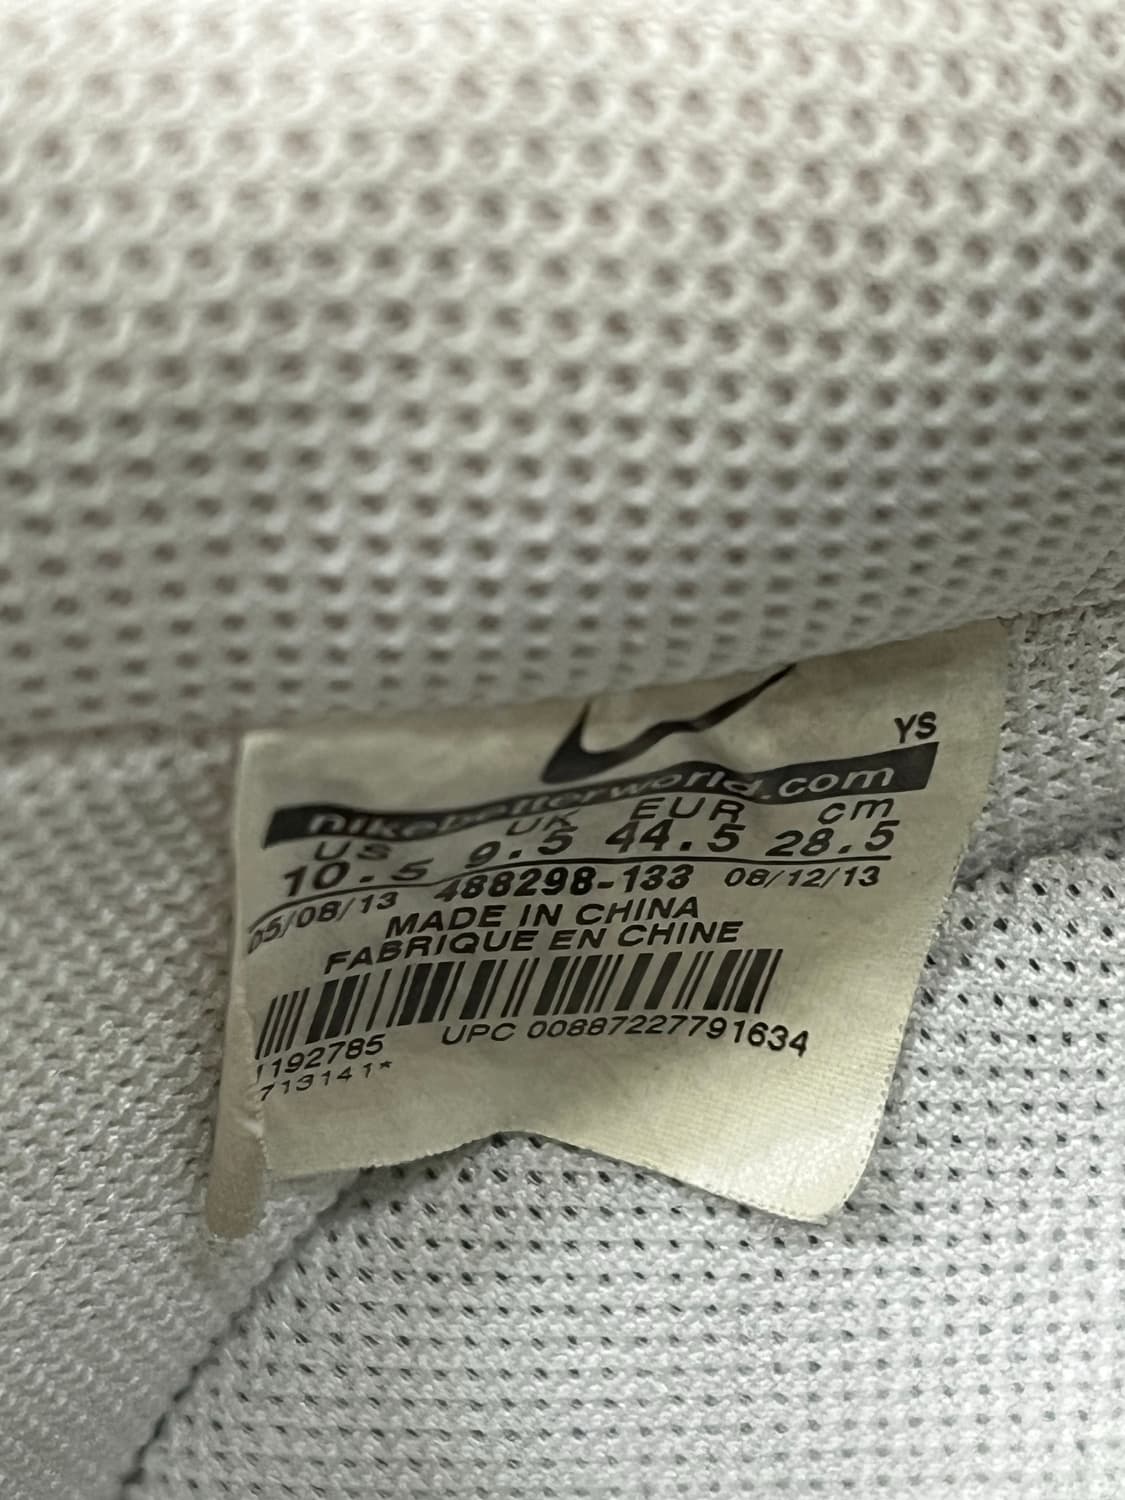 YS
nikebetterworld.com
US UK EUR cm
10.5 9.5 44.5 28.5
05/08/13 488298-133 08/12/13
MADE IN CHINA
FABRIQUE EN CHINE
1192785 UPC 00887227791634
713141*